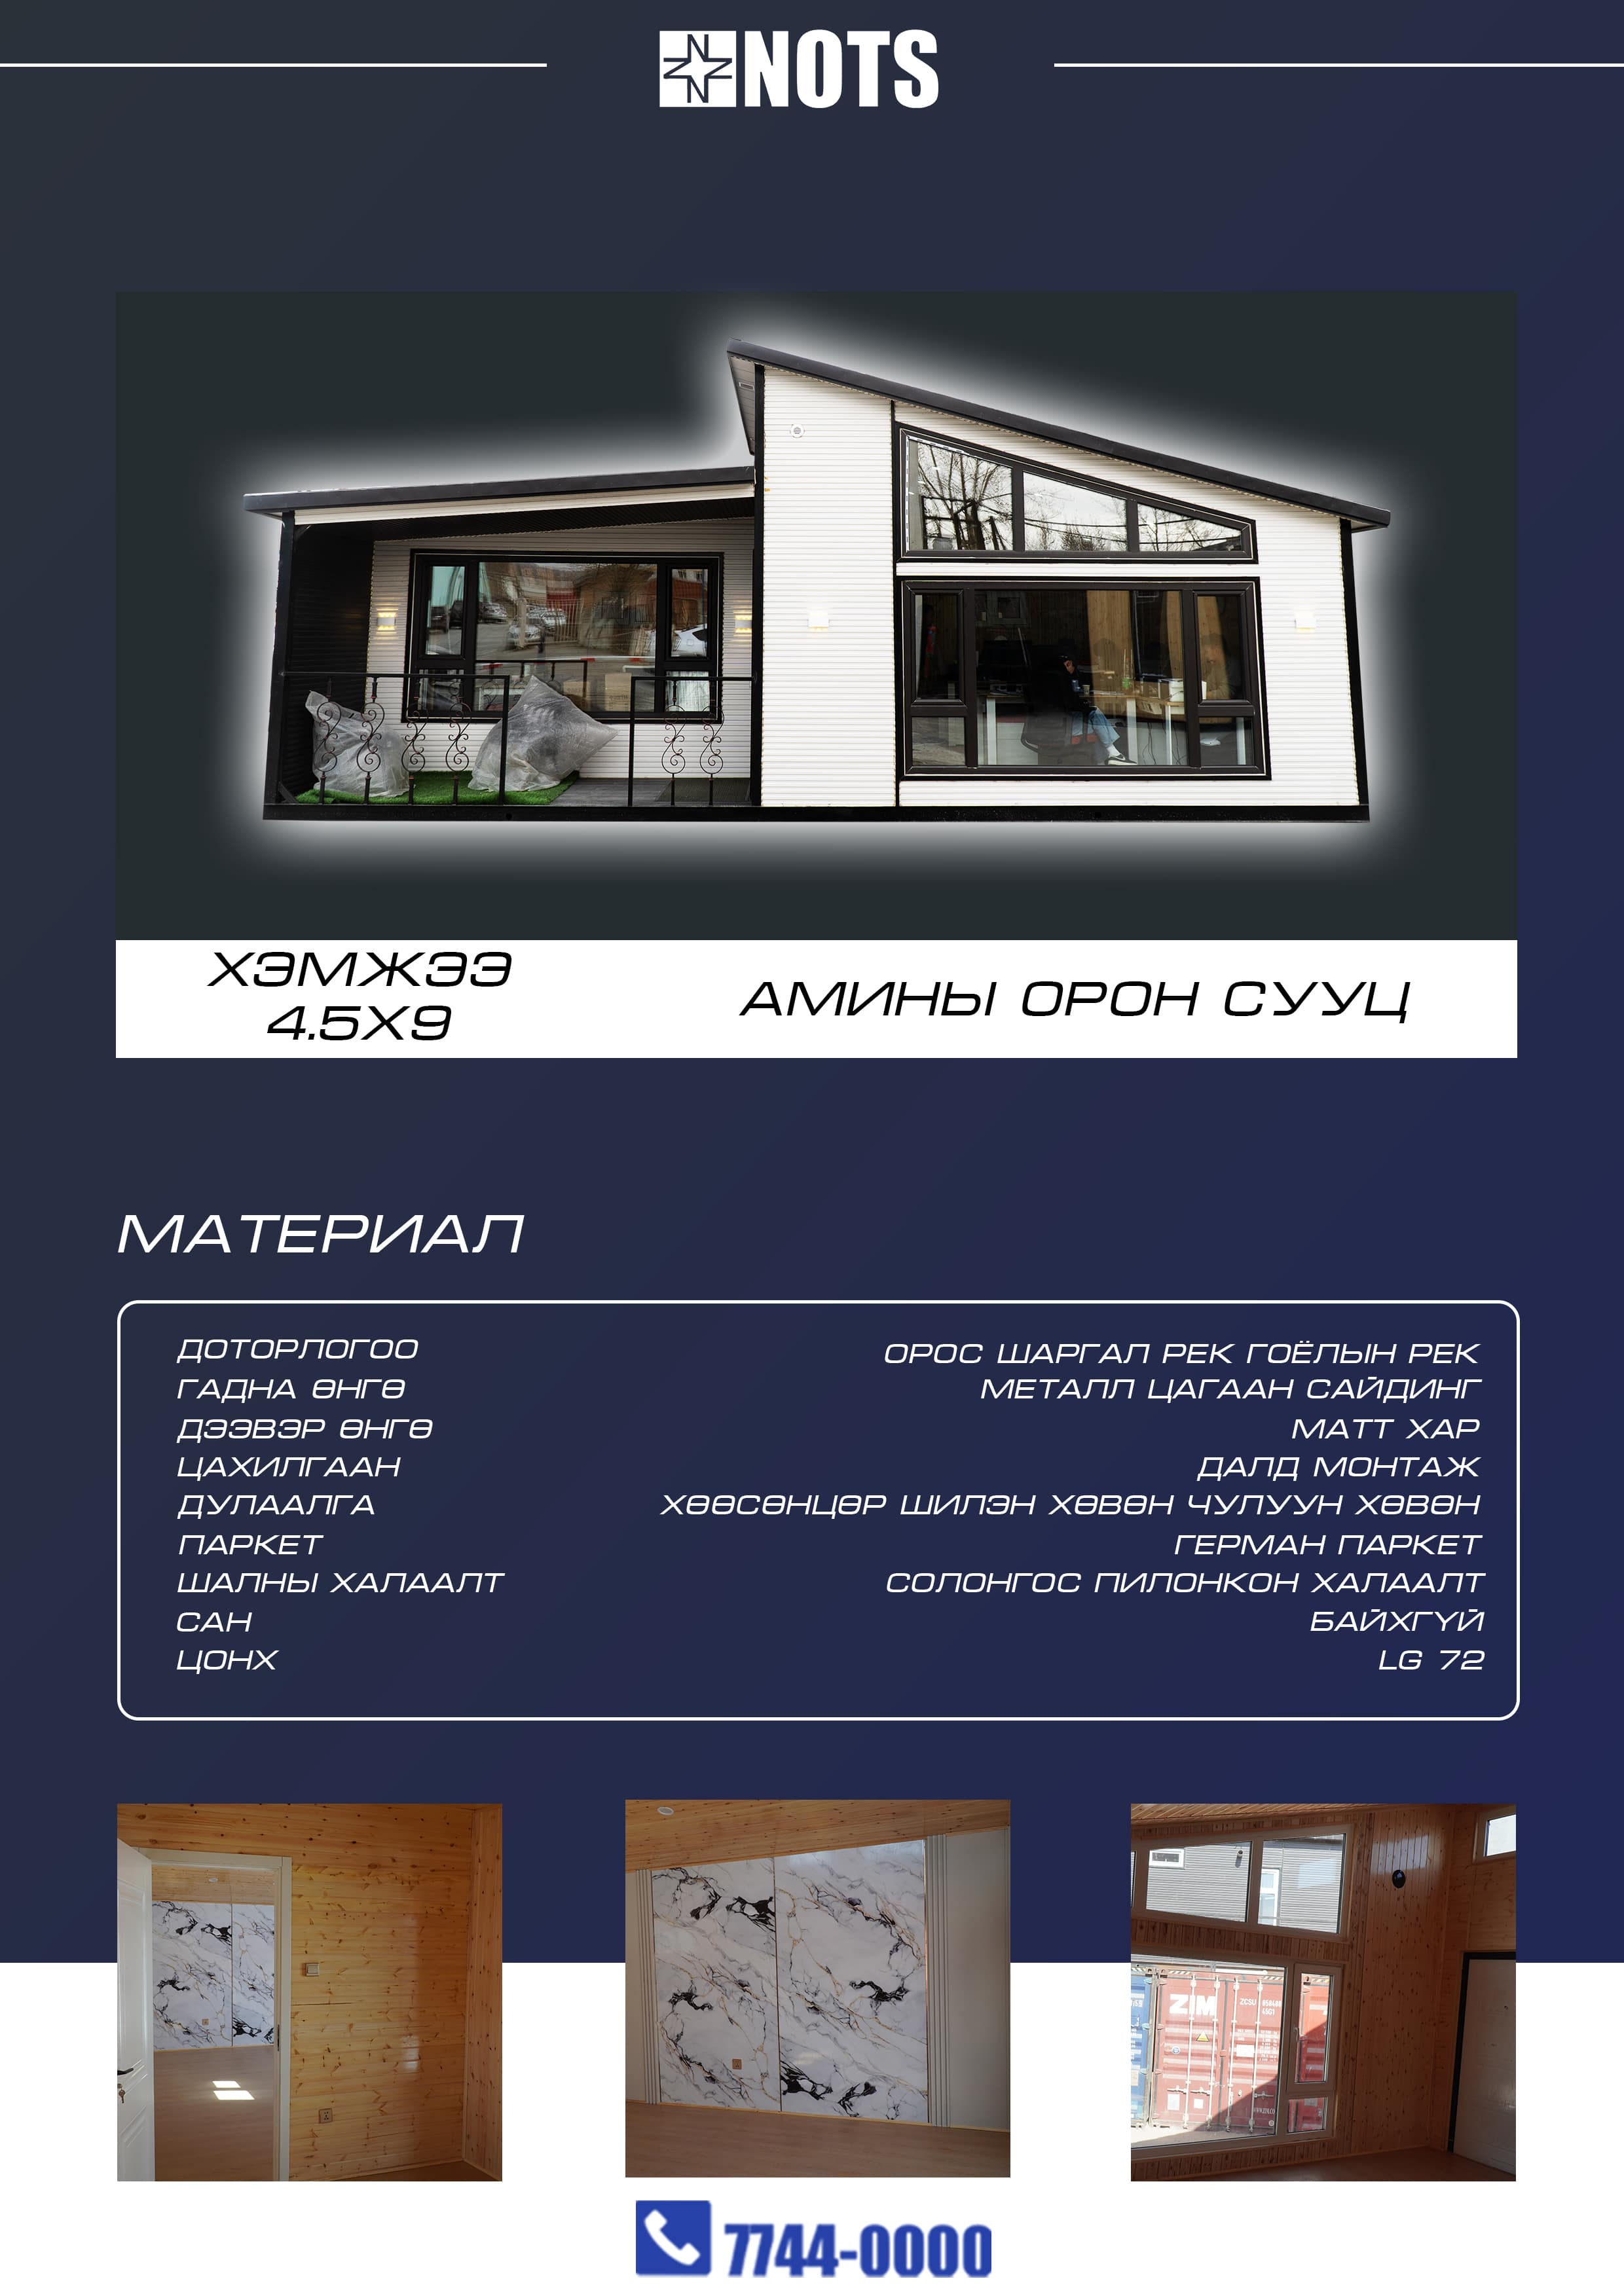 NOTS
ХЭМЖЭЭ
4.5X9
АМИНЫ ОРОН СУУЦ
МАТЕРИАЛ
ДОТОРЛОГОО ОРОС ШАРГАЛ РЕК ГОЁЛЫН РЕК
ГАДНА ӨНГӨ МЕТАЛЛ ЦАГААН САЙДИНГ
ДЭЭВЭР ӨНГӨ МАТТ ХАР
ЦАХИЛГААН ДАЛД МОНТАЖ
ДУЛААЛГА ХӨӨСӨНЦӨР ШИЛЭН ХӨВӨН ЧУЛУУН ХӨВӨН
ПАРКЕТ ГЕРМАН ПАРКЕТ
ШАЛНЫ ХАЛААЛТ СОЛОНГОС ПИЛОНКОН ХАЛААЛТ
САН БАЙХГҮЙ
ЦОНХ LG 72
ZIM
ZCSU
7744-0000